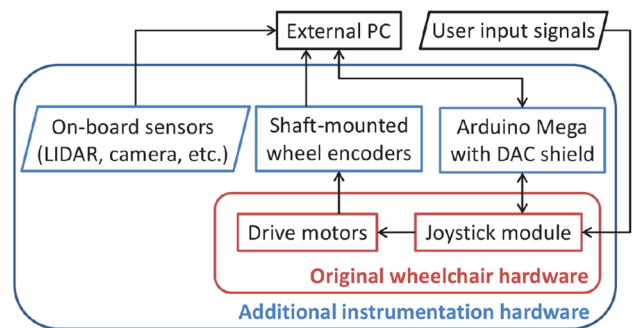 External PC
User input signals
On-board sensors
(LIDAR, camera, etc.)
Shaft-mounted
wheel encoders
Arduino Mega
with DAC shield
Drive motors
Joystick module
Original wheelchair hardware
Additional instrumentation hardware